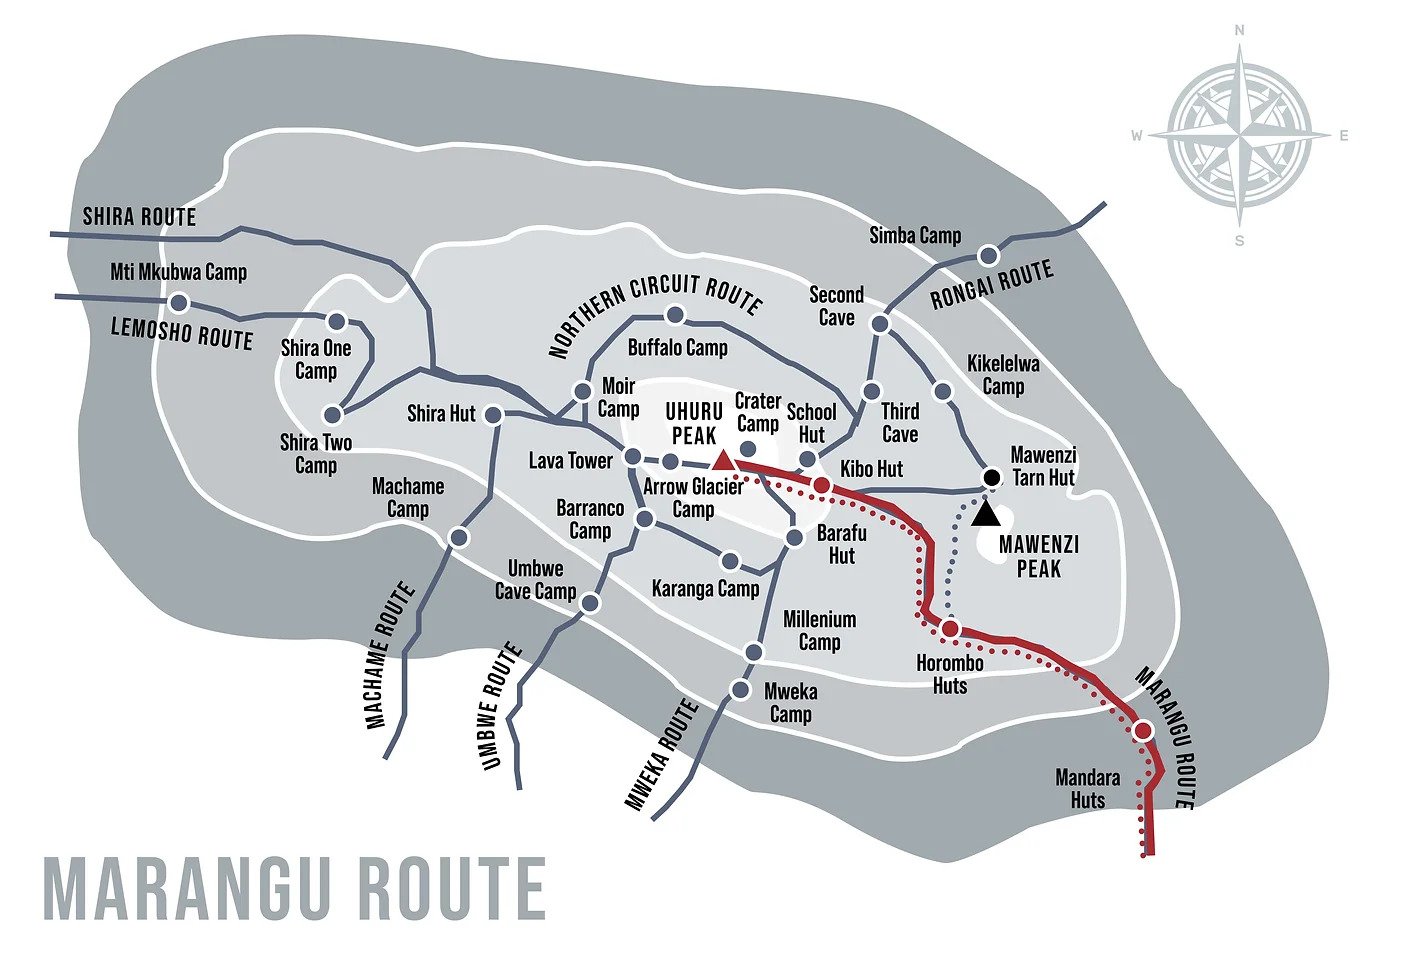 N
W
E
S
SHIRA ROUTE
Mti Mkubwa Camp
LEMOSHO ROUTE
Shira One
Camp
Shira Two
Camp
Shira Hut
Machame
Camp
MACHAME ROUTE
NORTHERN CIRCUIT ROUTE
Buffalo Camp
Moir
Camp
UHURU
PEAK
Crater
Camp
School
Hut
Lava Tower
Arrow Glacier
Camp
Barranco
Camp
Umbwe
Cave Camp
UMBWE ROUTE
Karanga Camp
Barafu
Hut
Millenium
Camp
Mweka
Camp
MWEKA ROUTE
Simba Camp
RONGAI ROUTE
Second
Cave
Third
Cave
Kikelelwa
Camp
Kibo Hut
Mawenzi
Tarn Hut
MAWENZI
PEAK
Horombo
Huts
MARANGU ROUTE
Mandara
Huts
MARANGU ROUTE